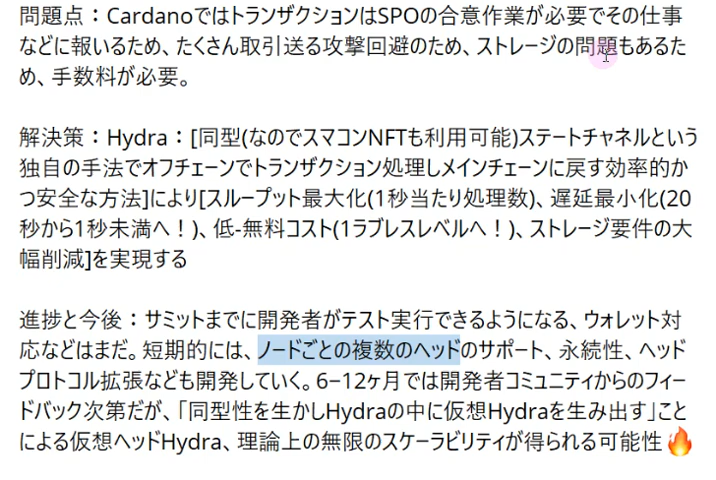 問題点：CardanoではトランザクションはSPOの合意作業が必要でその仕事
などに報いるため、たくさん取引送る攻撃回避のため、ストレージの問題もあるた
め、手数料が必要。
解決策：Hydra：[同型(なのでスマコンNFTも利用可能)ステートチャネルという
独自の手法でオフチェーンでトランザクション処理しメインチェーンに戻す効率的か
つ安全な方法]により[スループット最大化(1秒当たり処理数)、遅延最小化(20
秒から1秒未満へ！)、低-無料コスト(1ラブレスレベルへ！)、ストレージ要件の大
幅削減]を実現する
進捗と今後：サミットまでに開発者がテスト実行できるようになる、ウォレット対
応などはまだ。短期的には、ノードごとの複数のヘッドのサポート、永続性、ヘッド
プロトコル拡張なども開発していく。6−12ヶ月では開発者コミュニティからのフィー
ドバック次第だが、「同型性を生かしHydraの中に仮想Hydraを生み出す」こと
による仮想ヘッドHydra、理論上の無限のスケーラビリティが得られる可能性🔥